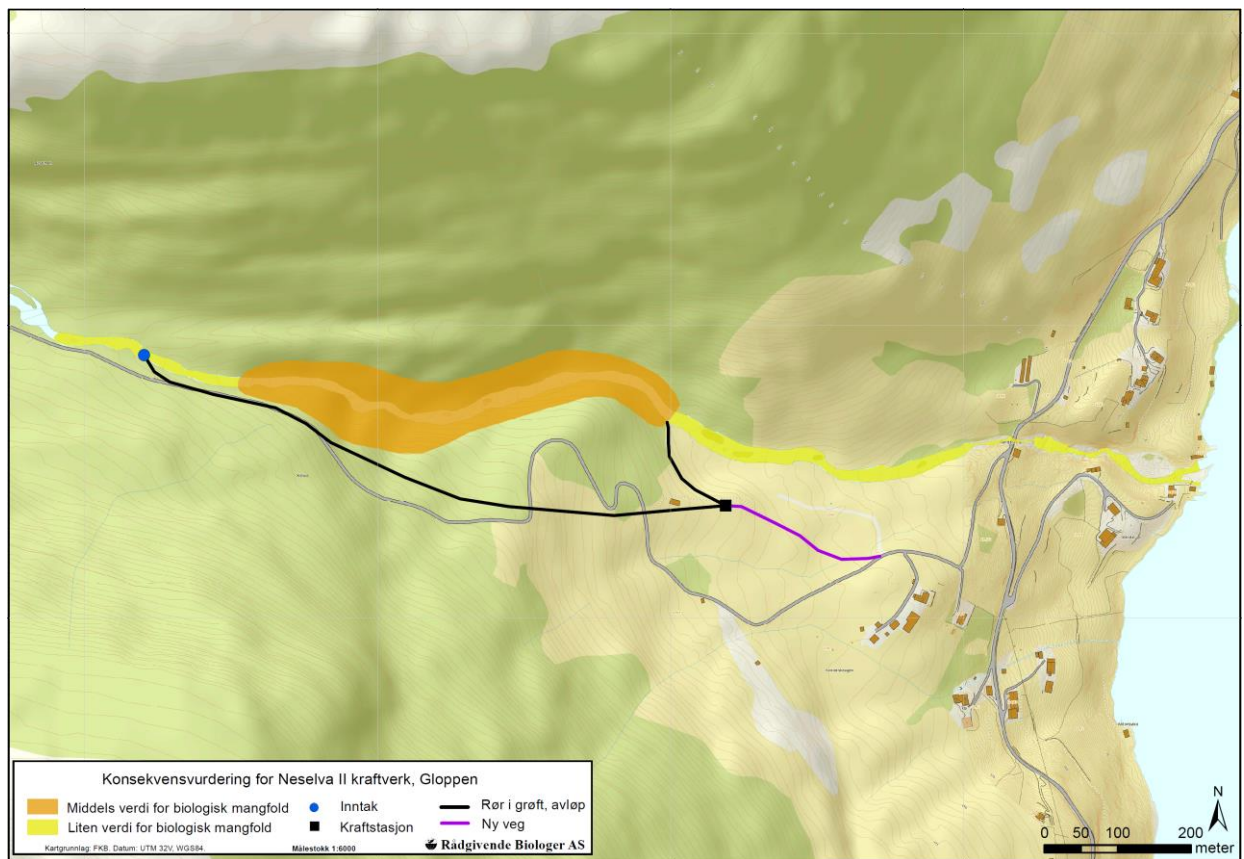 Konsekvensvurdering for Neselva II kraftverk, Gloppen
Middels verdi for biologisk mangfold
Liten verdi for biologisk mangfold
Inntak
Kraftstasjon
Rør i grøft, avløp
Ny veg
Kartgrunnlag: FKB. Datum: UTM 32V, WGS84.
Målestokk 1:6000
Rådgivende Biologer AS
N
0 50 100 200
meter